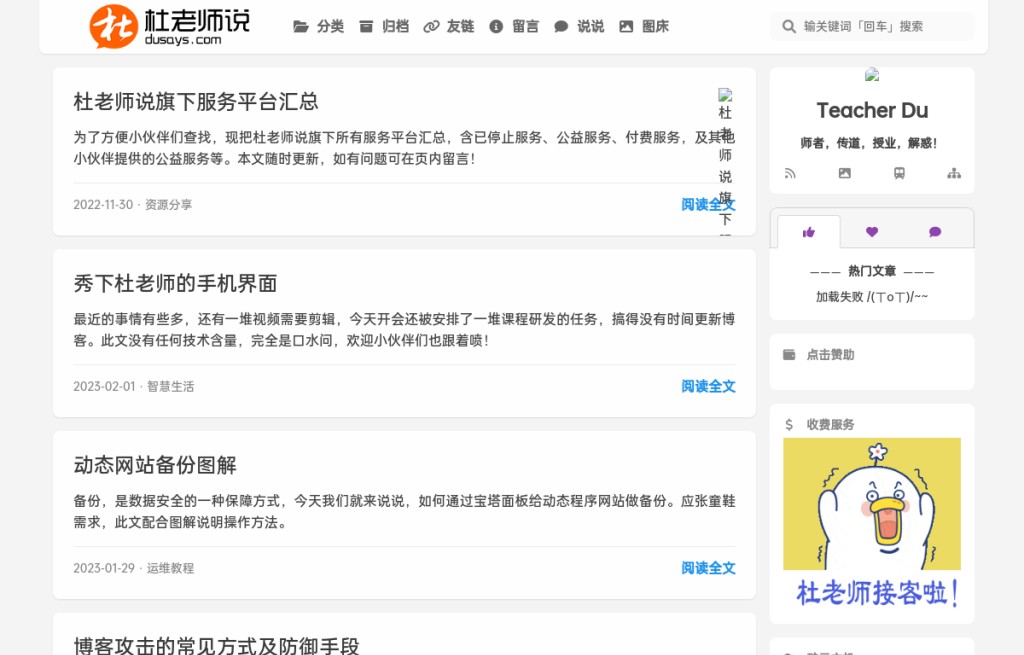 社 杜老师说
dusays.com
分类 归档 友链 留言 说说 图床
输关键词「回车」搜索
杜老师说旗下服务平台汇总
为了方便小伙伴们查找，现把杜老师说旗下所有服务平台汇总，含已停止服务、公益服务、付费服务，及其他
小伙伴提供的公益服务等。本文随时更新，如有问题可在页内留言！
杜
老
师
说
旗
下
2022-11-30 · 资源分享
阅读全文
秀下杜老师的手机界面
最近的事情有些多，还有一堆视频需要剪辑，今天开会还被安排了一堆课程研发的任务，搞得没有时间更新博
客。此文没有任何技术含量，完全是口水问，欢迎小伙伴们也跟着喷！
2023-02-01 · 智慧生活
阅读全文
动态网站备份图解
备份，是数据安全的一种保障方式，今天我们就来说说，如何通过宝塔面板给动态程序网站做备份。应张童鞋
需求，此文配合图解说明操作方法。
2023-01-29 · 运维教程
阅读全文
博客攻击的常见方式及防御手段
Teacher Du
师者，传道，授业，解惑！
——— 热门文章 ———
加载失败 /(ㄒoㄒ)/~~
点击赞助
$ 收费服务
杜老师接客啦！